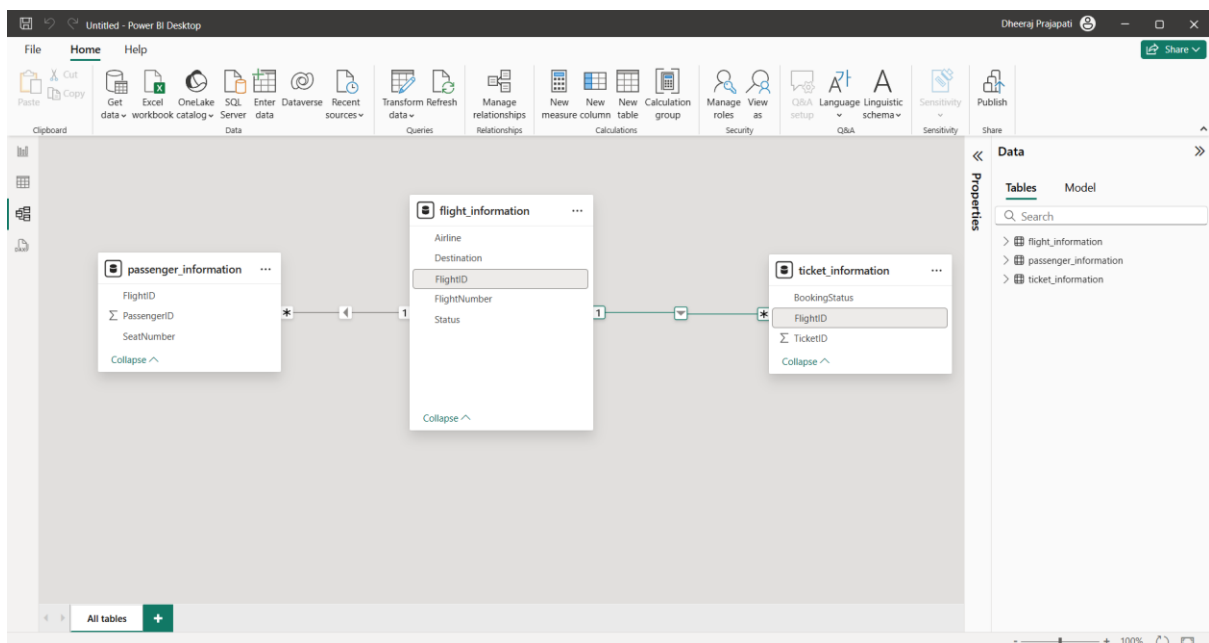 Untitled - Power BI Desktop
Dheeraj Prajapati
File Home Help
Share
Paste
Cut
Copy
Get data
Excel workbook
OneLake catalog
SQL Server
Enter data
Dataverse
Recent sources
Transform data
Refresh
Manage relationships
New measure
New column
New table
Calculation group
Manage roles
View as
Q&A setup
Language
Linguistic schema
Sensitivity
Publish
Clipboard
Data
Queries
Relationships
Calculations
Security
Q&A
Sensitivity
Share
passenger_information
FlightID
PassengerID
SeatNumber
Collapse
* 1
flight_information
Airline
Destination
FlightID
FlightNumber
Status
Collapse
1 *
ticket_information
BookingStatus
FlightID
TicketID
Collapse
Properties
Data
Tables Model
Search
flight_information
passenger_information
ticket_information
All tables +
- + 100%